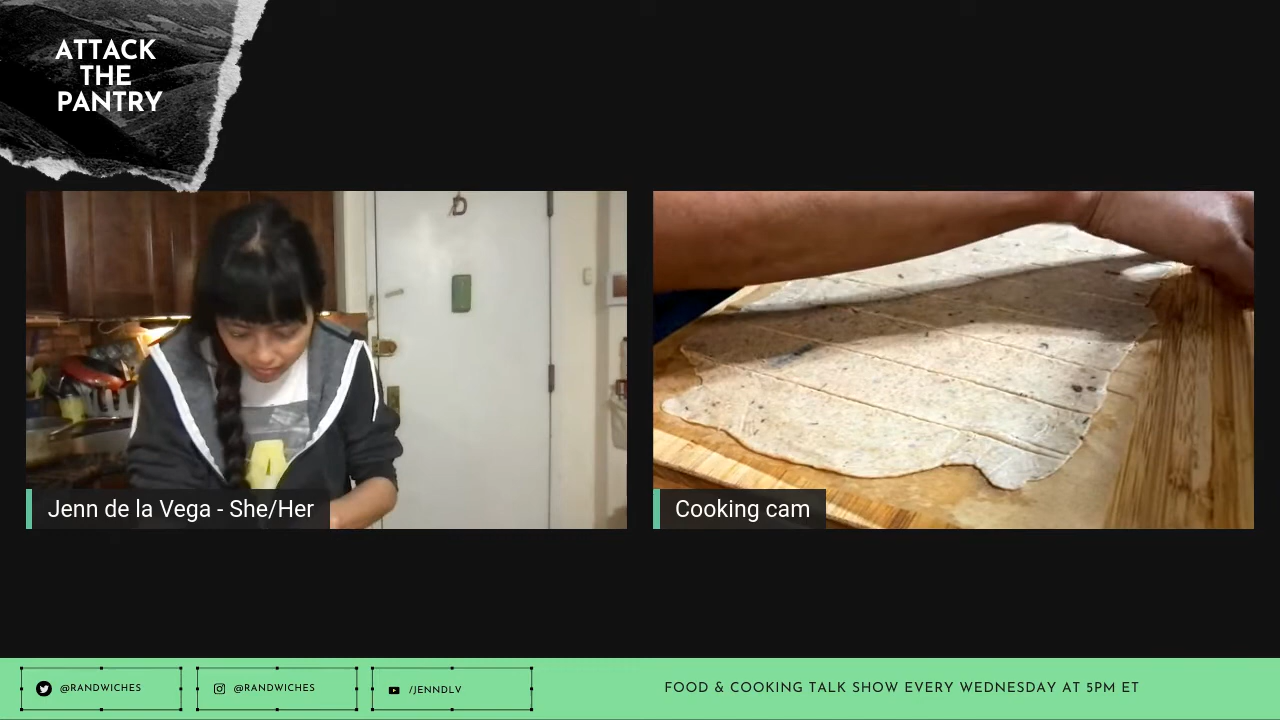 ATTACK
THE
PANTRY
Jenn de la Vega - She/Her
Cooking cam
@RANDWICHES
@RANDWICHES
/JENNDLV
FOOD & COOKING TALK SHOW EVERY WEDNESDAY AT 5PM ET